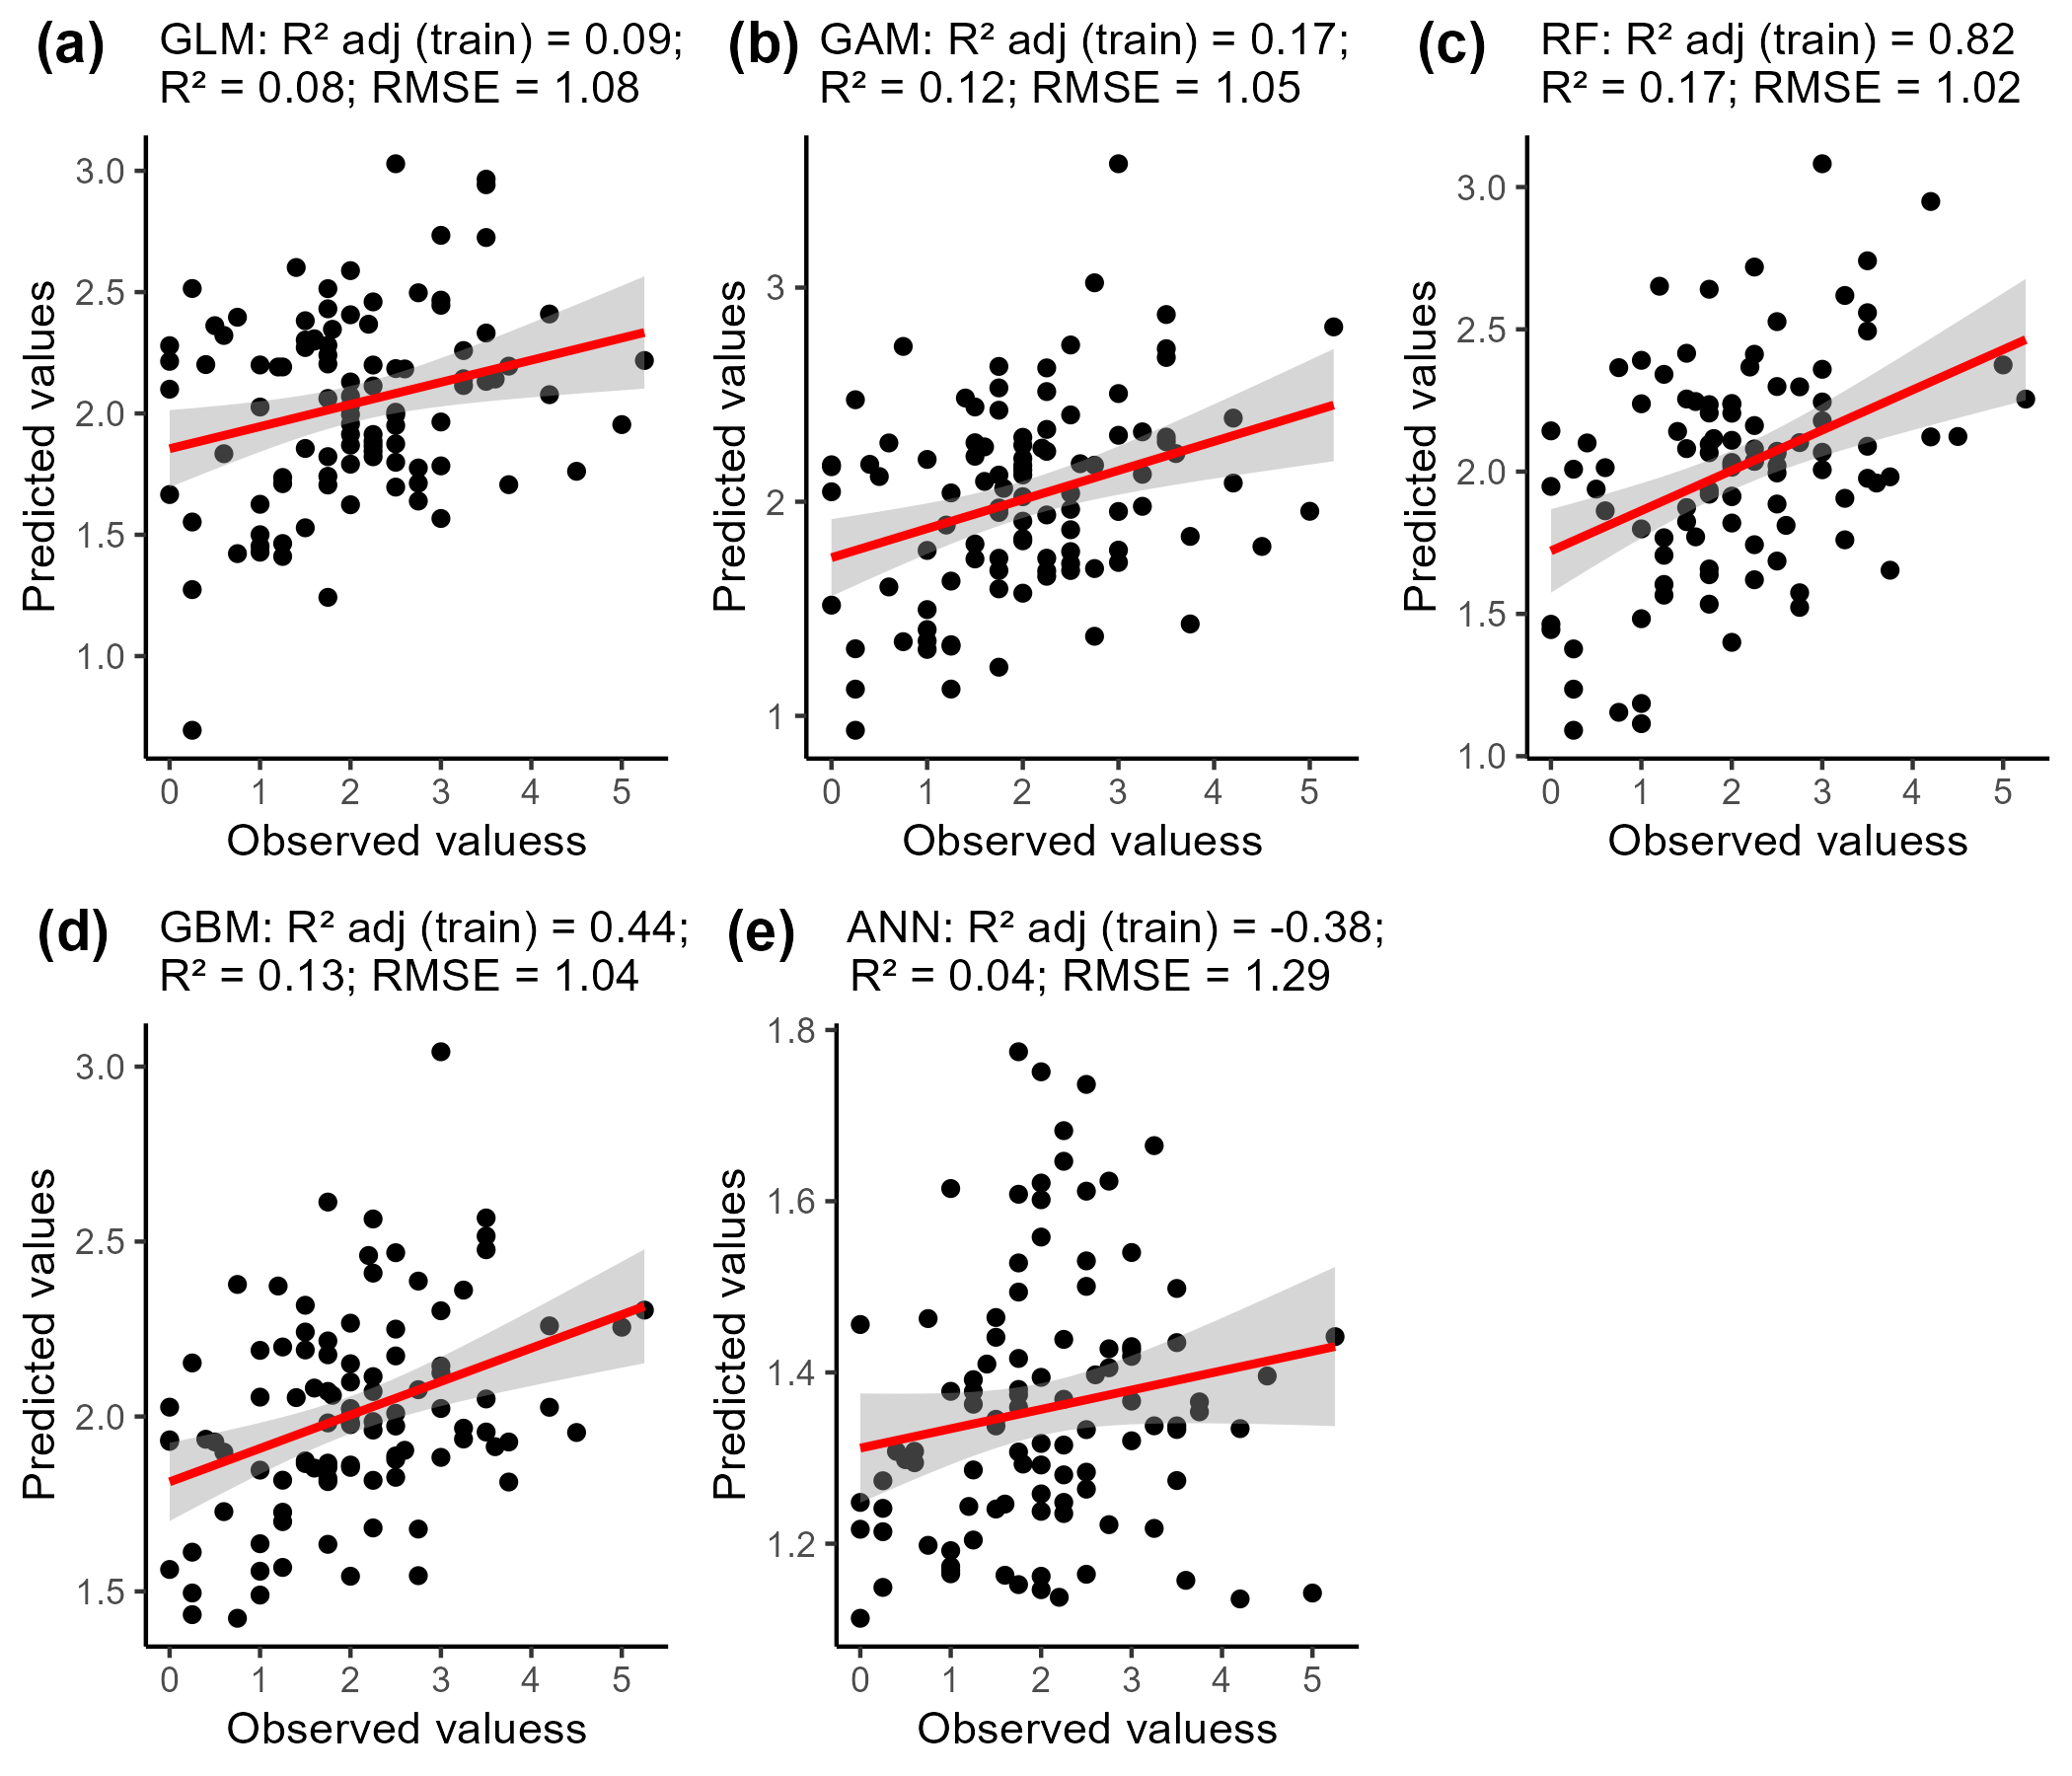 (a) GLM: R² adj (train) = 0.09;
R² = 0.08; RMSE = 1.08
3.0
2.5
2.0
1.5
1.0
Predicted values
0 1 2 3 4 5
Observed valuess
(b) GAM: R² adj (train) = 0.17;
R² = 0.12; RMSE = 1.05
3
2
1
Predicted values
0 1 2 3 4 5
Observed valuess
(c) RF: R² adj (train) = 0.82
R² = 0.17; RMSE = 1.02
3.0
2.5
2.0
1.5
1.0
Predicted values
0 1 2 3 4 5
Observed valuess
(d) GBM: R² adj (train) = 0.44;
R² = 0.13; RMSE = 1.04
3.0
2.5
2.0
1.5
Predicted values
0 1 2 3 4 5
Observed valuess
(e) ANN: R² adj (train) = -0.38;
R² = 0.04; RMSE = 1.29
1.8
1.6
1.4
1.2
Predicted values
0 1 2 3 4 5
Observed valuess